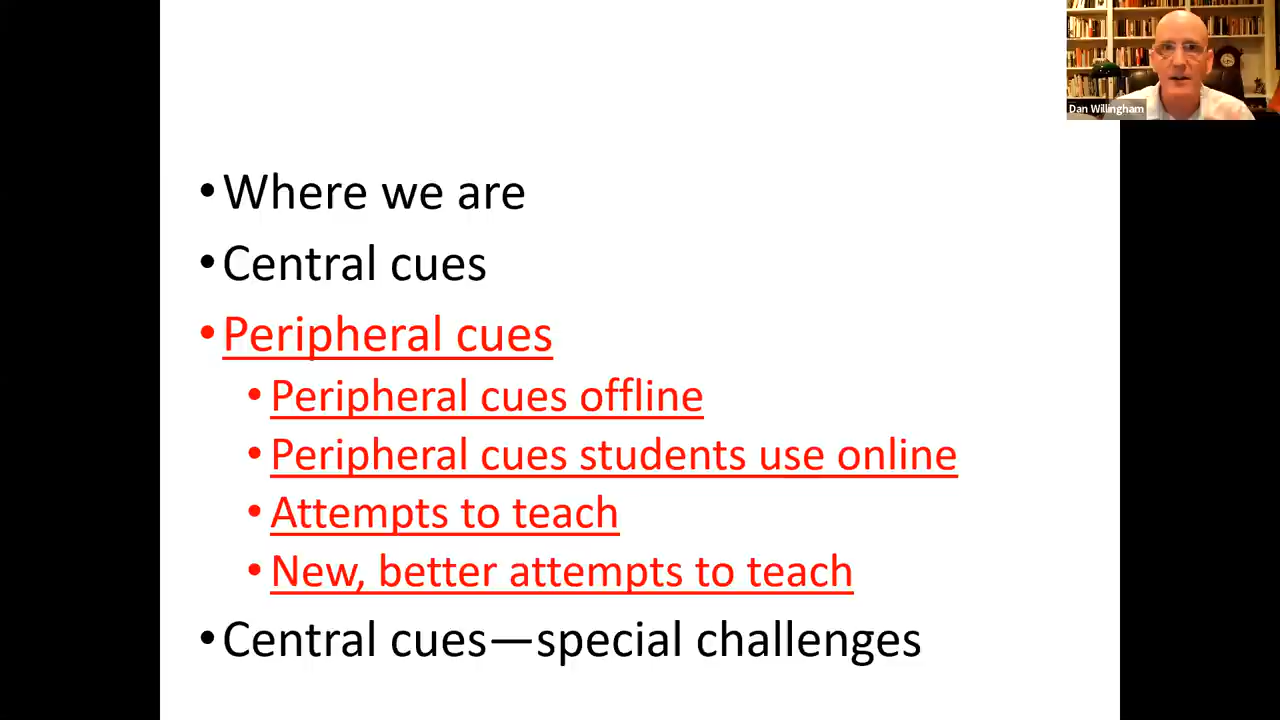 Dan Willingham
•Where we are
•Central cues
•Peripheral cues
•Peripheral cues offline
•Peripheral cues students use online
•Attempts to teach
•New, better attempts to teach
•Central cues—special challenges